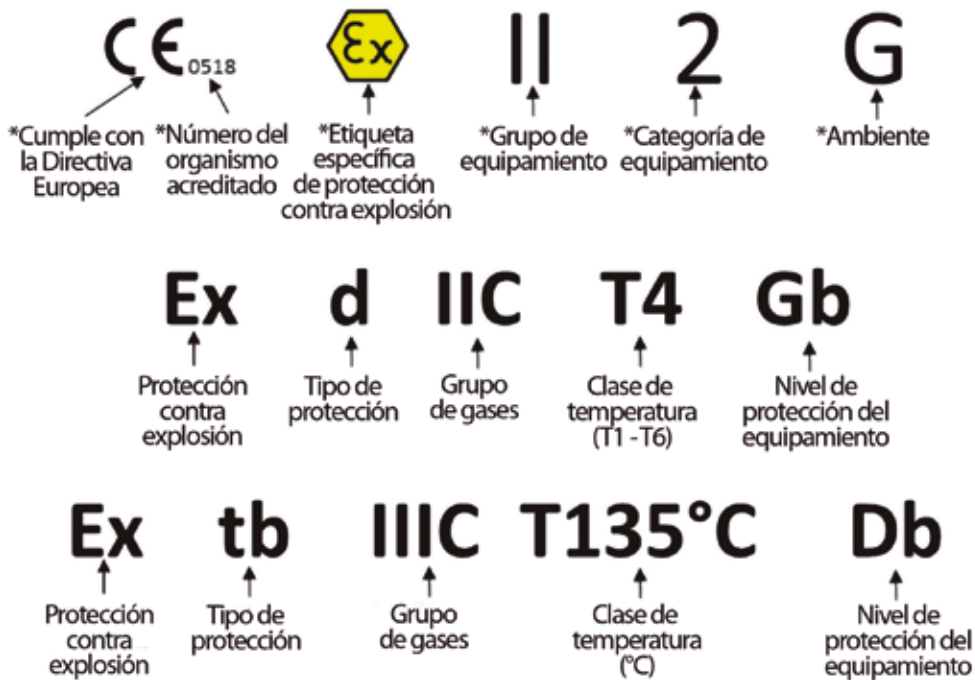 CE 0518 Ex II 2 G
*Cumple con la Directiva Europea
*Número del organismo acreditado
*Etiqueta específica de protección contra explosión
*Grupo de equipamiento
*Categoría de equipamiento
*Ambiente
Ex d IIC T4 Gb
Protección contra explosión
Tipo de protección
Grupo de gases
Clase de temperatura (T1 - T6)
Nivel de protección del equipamiento
Ex tb IIIC T135°C Db
Protección contra explosión
Tipo de protección
Grupo de gases
Clase de temperatura (°C)
Nivel de protección del equipamiento